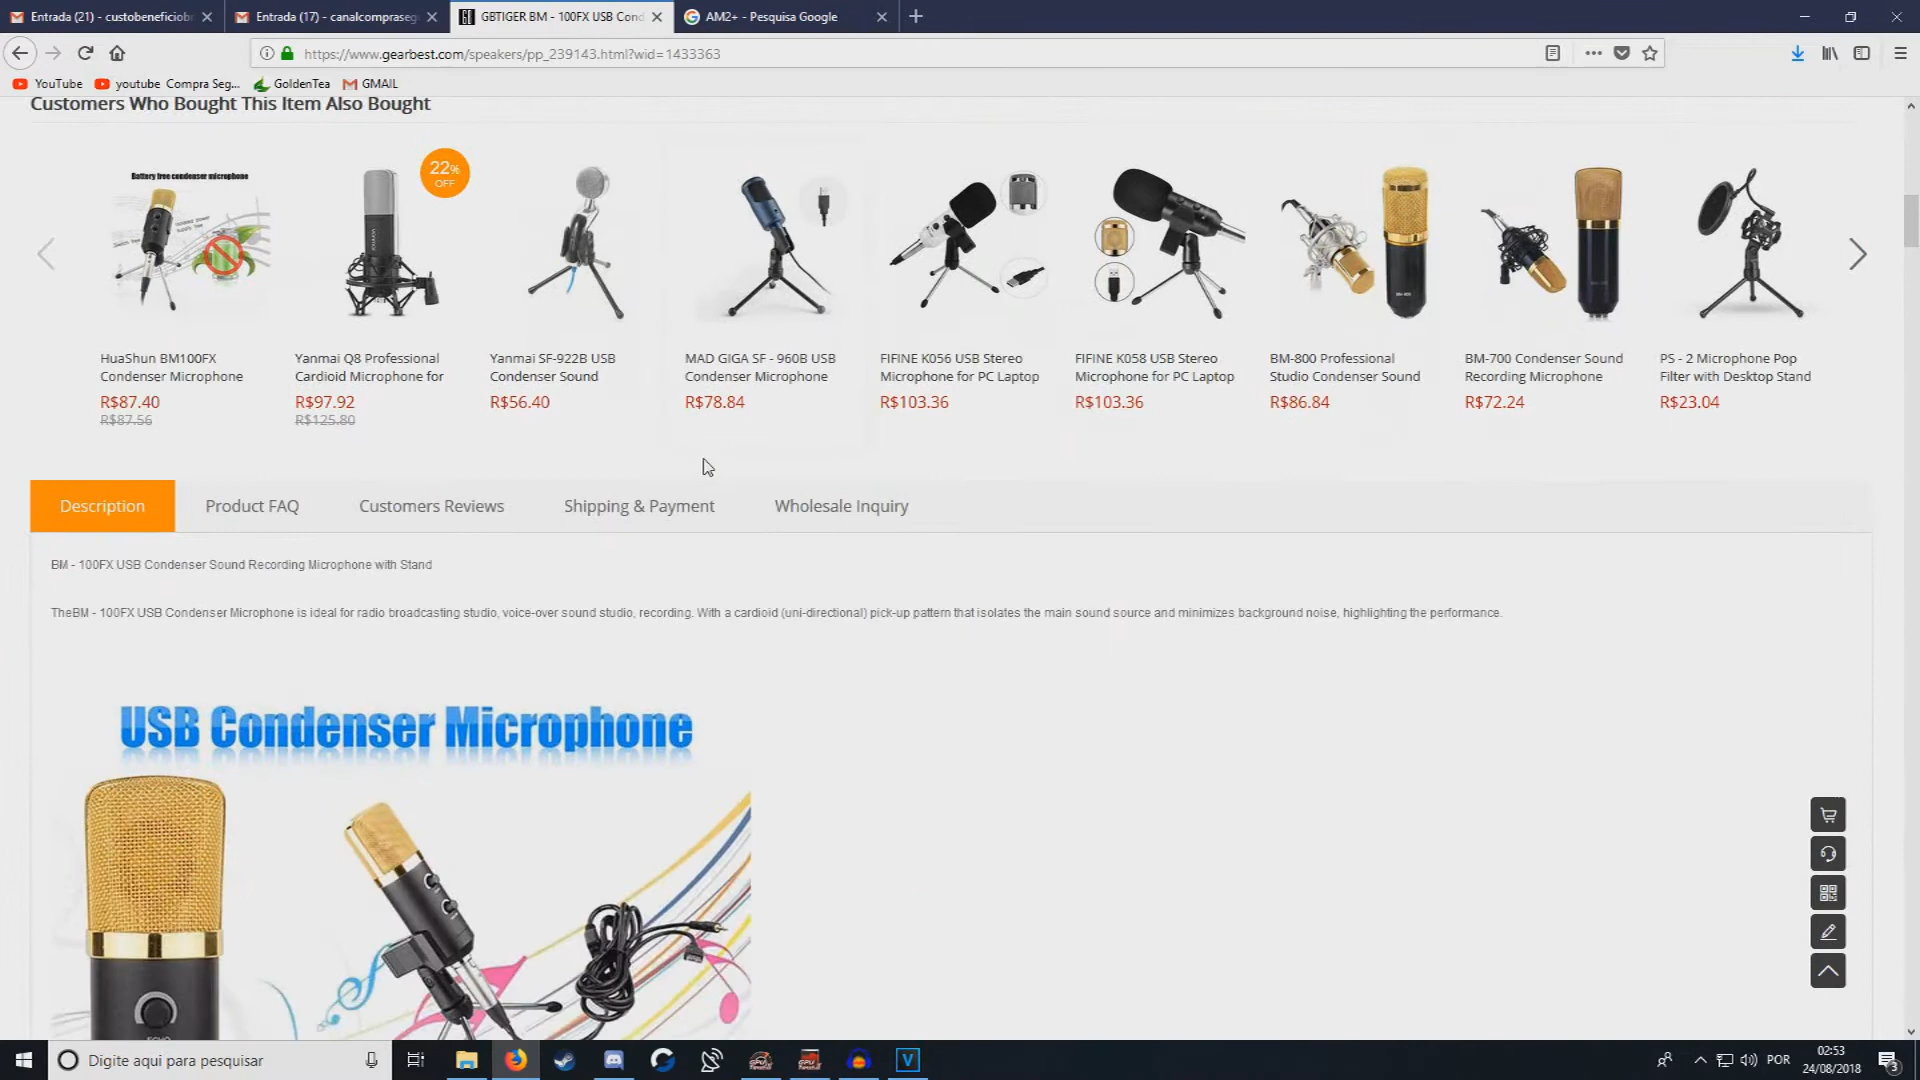 Entrada (21) - custobeneficiobr
Entrada (17) - canalcompraseg
GBTIGER BM - 100FX USB Cond
AM2+ - Pesquisa Google
https://www.gearbest.com/speakers/pp_239143.html?wid=1433363
YouTube
youtube Compra Seg...
GoldenTea
GMAIL
Customers Who Bought This Item Also Bought
Battery free condenser microphone
22%
OFF
HuaShun BM100FX
Condenser Microphone
R$87.40
R$87.56
Yanmai Q8 Professional
Cardioid Microphone for
R$97.92
R$125.80
Yanmai SF-922B USB
Condenser Sound
R$56.40
MAD GIGA SF - 960B USB
Condenser Microphone
R$78.84
FIFINE K056 USB Stereo
Microphone for PC Laptop
R$103.36
FIFINE K058 USB Stereo
Microphone for PC Laptop
R$103.36
BM-800 Professional
Studio Condenser Sound
R$86.84
BM-700 Condenser Sound
Recording Microphone
R$72.24
PS - 2 Microphone Pop
Filter with Desktop Stand
R$23.04
Description
Product FAQ
Customers Reviews
Shipping & Payment
Wholesale Inquiry
BM - 100FX USB Condenser Sound Recording Microphone with Stand
TheBM - 100FX USB Condenser Microphone is ideal for radio broadcasting studio, voice-over sound studio, recording. With a cardioid (uni-directional) pick-up pattern that isolates the main sound source and minimizes background noise, highlighting the performance.
USB Condenser Microphone
Digite aqui para pesquisar
POR
02:53
24/08/2018
3